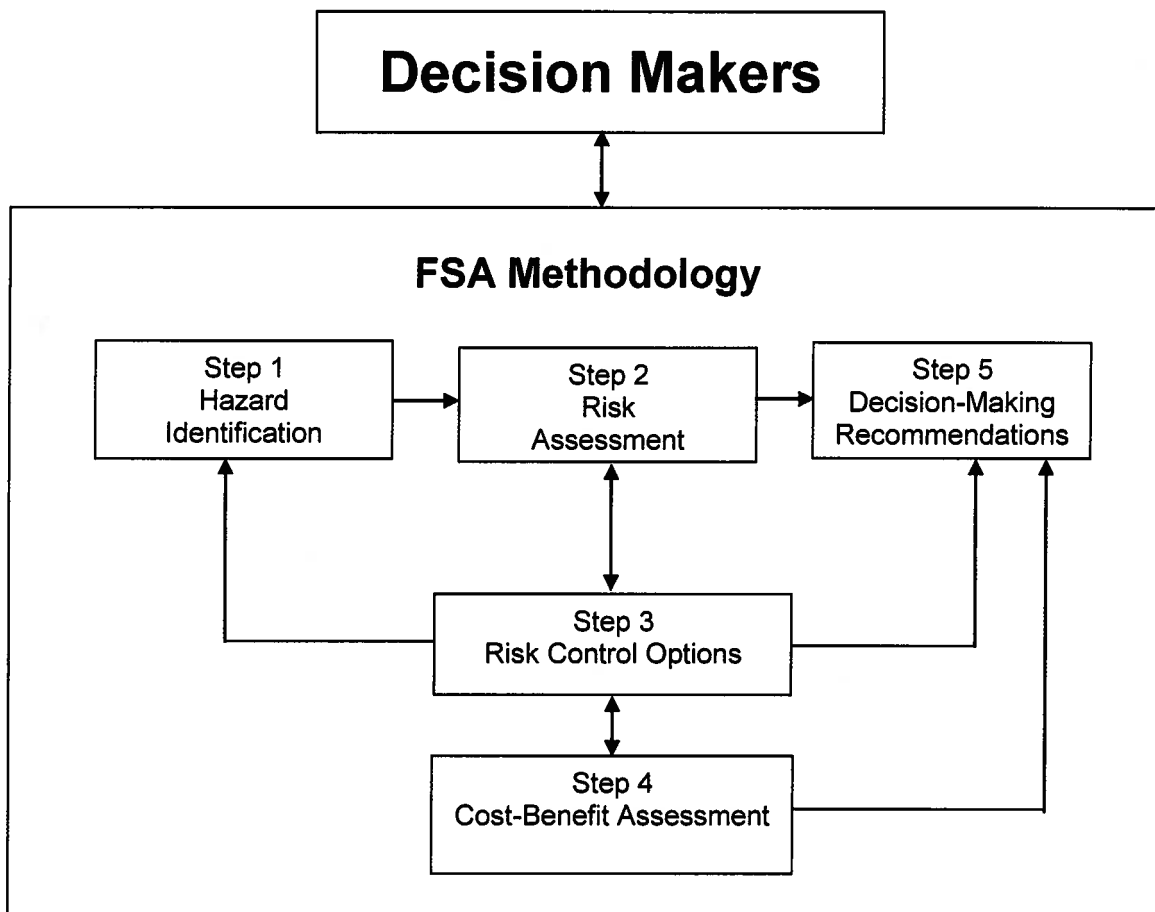 Decision Makers
FSA Methodology
Step 1
Hazard
Identification
Step 2
Risk
Assessment
Step 5
Decision-Making
Recommendations
Step 3
Risk Control Options
Step 4
Cost-Benefit Assessment